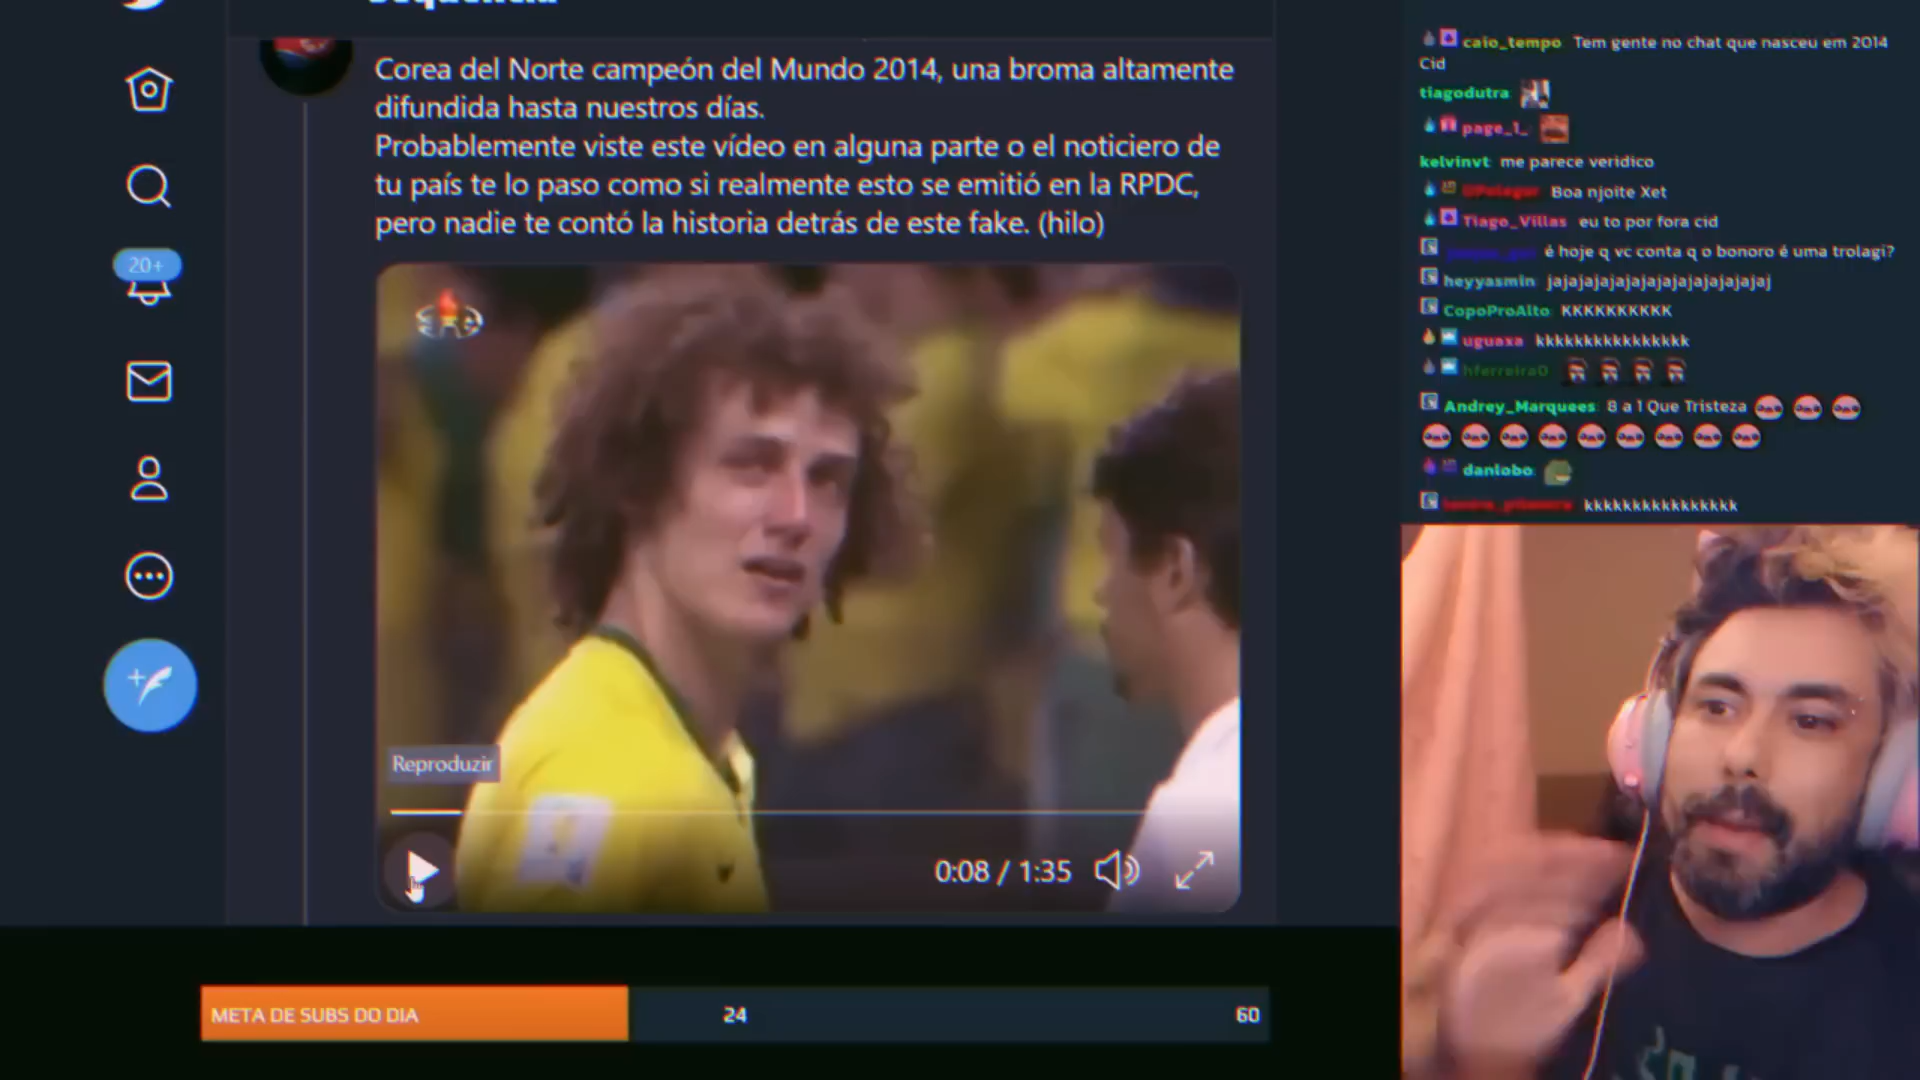 Corea del Norte campeón del Mundo 2014, una broma altamente
difundida hasta nuestros días.
Probablemente viste este vídeo en alguna parte o el noticiero de
tu país te lo paso como si realmente esto se emitió en la RPDC,
pero nadie te contó la historia detrás de este fake. (hilo)
20+
Reproduzir
0:08 / 1:35
META DE SUBS DO DIA 24 60
caio_tempo Tem gente no chat que nasceu em 2014
Cid
tiagodutra
page_1_:
kelvinvt: me parece veridico
Boa njoite Xet
Tiago_Villas eu to por fora cid
é hoje q vc conta q o bonoro é uma trolagi?
heyyasmin jajajajajajajajajajajajajaj
CopoProAlto KKKKKKKKKK
uguaxa kkkkkkkkkkkkkkkk
hferreira0
Andrey_Marquees: 8 a 1 Que Tristeza
danlobo:
kkkkkkkkkkkkkkkk